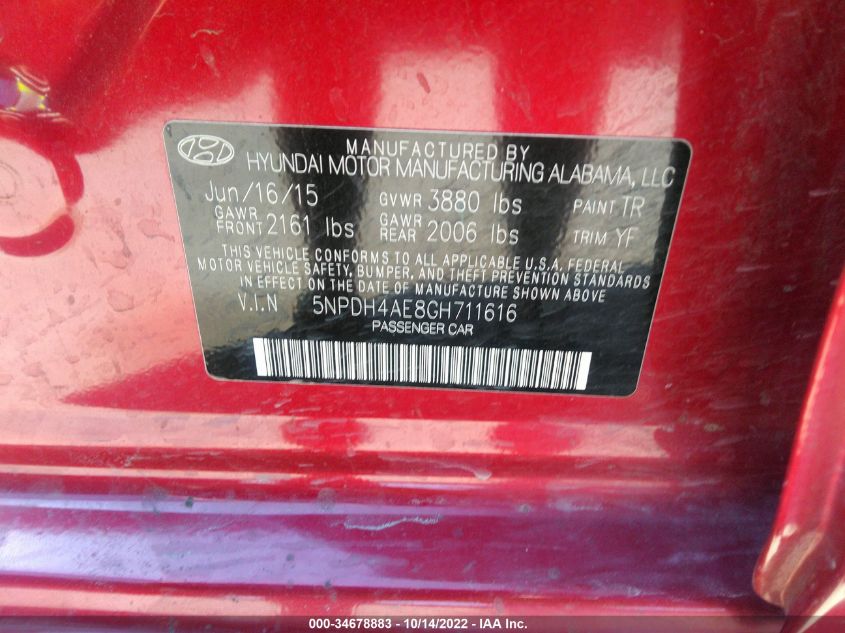 MANUFACTURED BY
HYUNDAI MOTOR MANUFACTURING ALABAMA, LLC
Jun/16/15 GVWR 3880 lbs PAINT TR
GAWR FRONT 2161 lbs GAWR REAR 2006 lbs TRIM YF
THIS VEHICLE CONFORMS TO ALL APPLICABLE U.S.A. FEDERAL
MOTOR VEHICLE SAFETY, BUMPER, AND THEFT PREVENTION STANDARDS
IN EFFECT ON THE DATE OF MANUFACTURE SHOWN ABOVE.
V.I.N 5NPDH4AE8GH711616
PASSENGER CAR
000-34678883 - 10/14/2022 - IAA Inc.